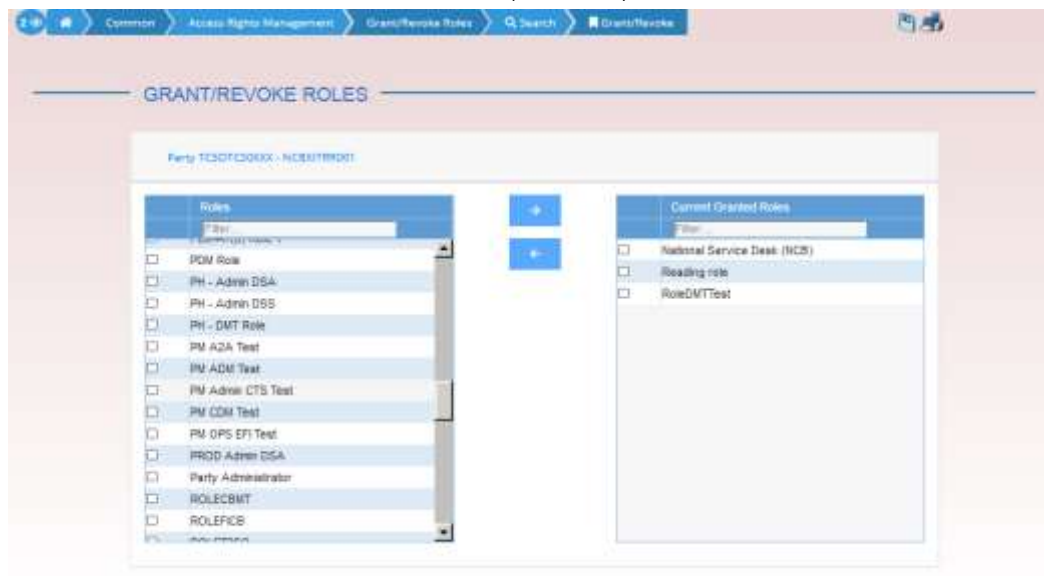 Common Access Rights Management Grant/Revoke Roles Search Grant/Revoke
GRANT/REVOKE ROLES
Party
Roles
Filter...
PDM Role
PH - Admin DSA
PH - Admin DSS
PH - DMT Role
PM A2A Test
PM ADM Test
PM Admin CTS Test
PM CDM Test
PM OPS EFI Test
PROD Admin DSA
Party Administrator
ROLECBMT
ROLEFICB
Current Granted Roles
Filter...
National Service Desk (NCB)
Reading role
RoleDMTTest